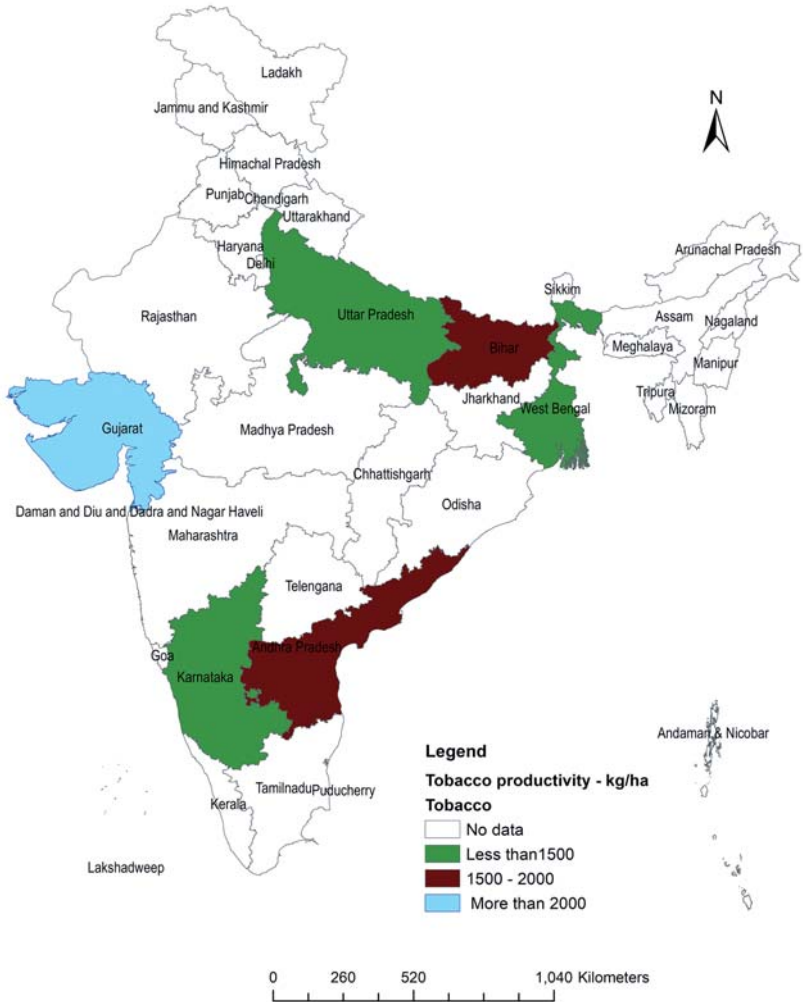 Ladakh
N
Jammu and Kashmir
Himachal Pradesh
Punjab
Chandigarh
Uttarakhand
Haryana
Delhi
Arunachal Pradesh
Sikkim
Rajasthan
Uttar Pradesh
Assam
Nagaland
Bihar
Meghalaya
Manipur
Jharkhand
Tripura
Mizoram
West Bengal
Gujarat
Madhya Pradesh
Chhattishgarh
Odisha
Daman and Diu and Dadra and Nagar Haveli
Maharashtra
Telengana
Goa
Andhra Pradesh
Karnataka
Andaman & Nicobar
Tamilnadu
Puducherry
Kerala
Lakshadweep
Legend
Tobacco productivity - kg/ha
Tobacco
No data
Less than1500
1500 - 2000
More than 2000
0 260 520 1,040 Kilometers